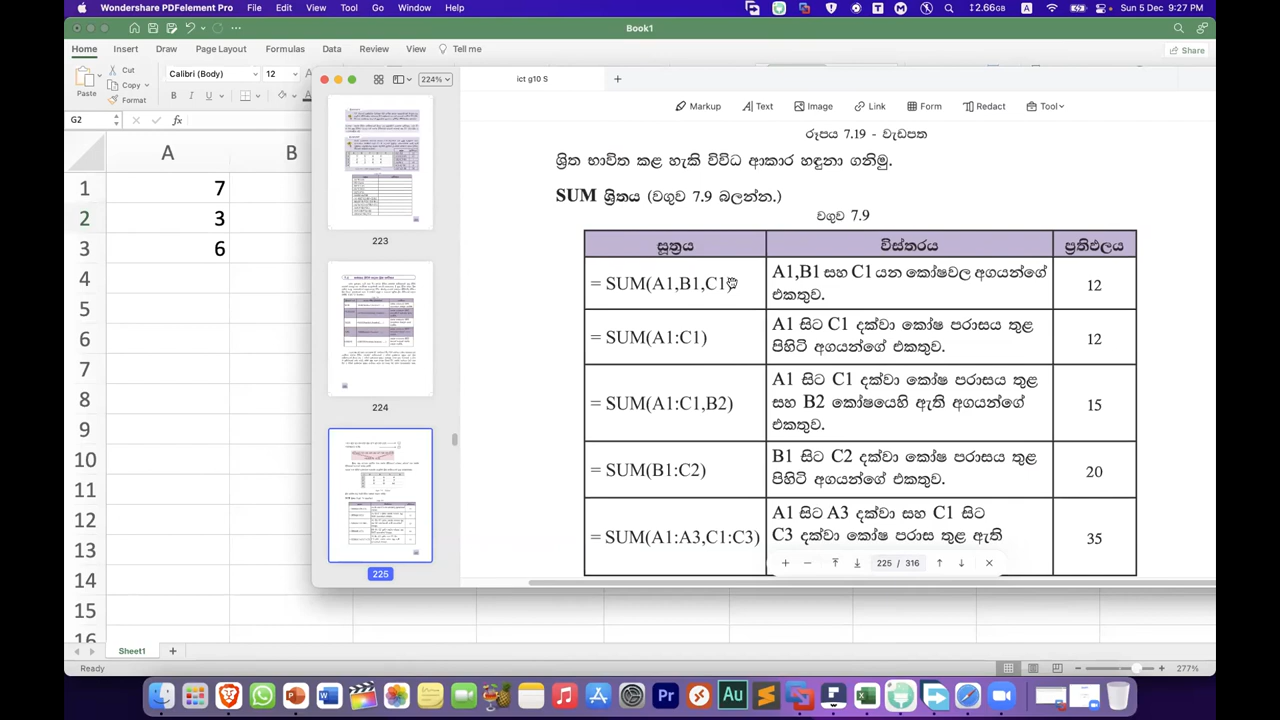 Wondershare PDFelement Pro File Edit View Tool Comment Window Help 12.66GB Sun 5 Dec 9:27 PM
Book1
Home Insert Draw Page Layout Formulas Data Review View Tell me Share
Cut Calibri (Body) 12
Copy
Paste Format
B I U
G2 fx
A B
1 7
2 3
3 6
4
5
6
7
8
9
10
11
12
13
14
15
16
Sheet1
Ready 277%
224% ict g10 S
Markup Text Image Link Form Redact Tool
223
224
225
රූපය 7.19 - වැඩපත
ශ්‍රිත භාවිත කළ හැකි විවිධ ආකාර හඳුනා ගනිමු.
SUM ශ්‍රිතය (වගුව 7.9 බලන්න.)
වගුව 7.9
සූත්‍රය විස්තරය ප්‍රතිඵලය
= SUM(A1,B1,C1) A1,B1 සහ C1 යන කෝෂවල අගයන්ගේ එකතුව. 12
= SUM(A1:C1) A1 සිට C1 දක්වා කෝෂ පරාසය තුළ පිහිටි අගයන්ගේ එකතුව. 12
= SUM(A1:C1,B2) A1 සිට C1 දක්වා කෝෂ පරාසය තුළ සහ B2 කෝෂයෙහි ඇති අගයන්ගේ එකතුව. 15
= SUM(B1:C2) B1 සිට C2 දක්වා කෝෂ පරාසය තුළ පිහිටි අගයන්ගේ එකතුව. 20
= SUM(A1:A3,C1:C3) A1 සිට A3 දක්වා සහ C1 සිට C3 දක්වා කෝෂ පරාස තුළ ඇති 35
225 / 316